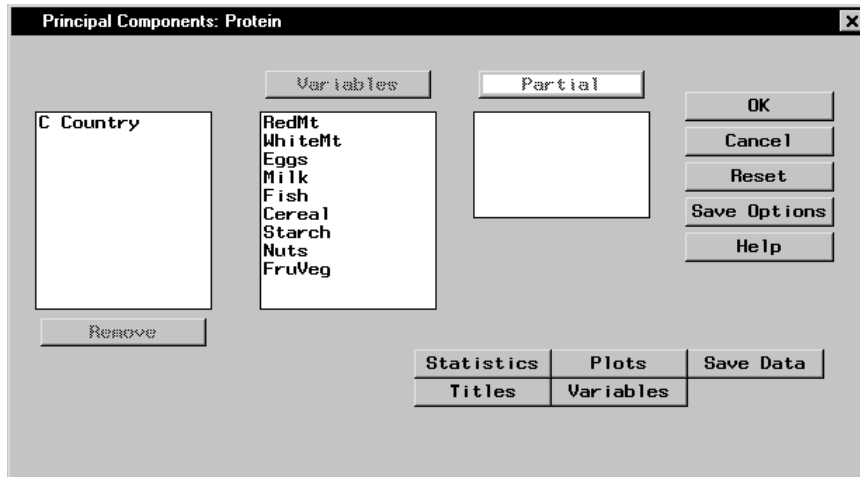 Principal Components: Protein
Variables
Partial
C Country
RedMt
WhiteMt
Eggs
Milk
Fish
Cereal
Starch
Nuts
FruVeg
OK
Cancel
Reset
Save Options
Help
Remove
Statistics
Plots
Save Data
Titles
Variables